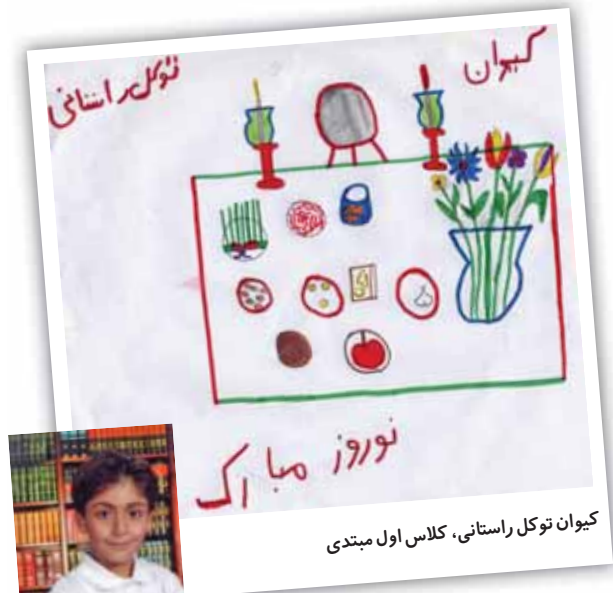 کیوان
توکل راستانی
نوروز مبارک
کیوان توکل راستانی، کلاس اول مبتدی